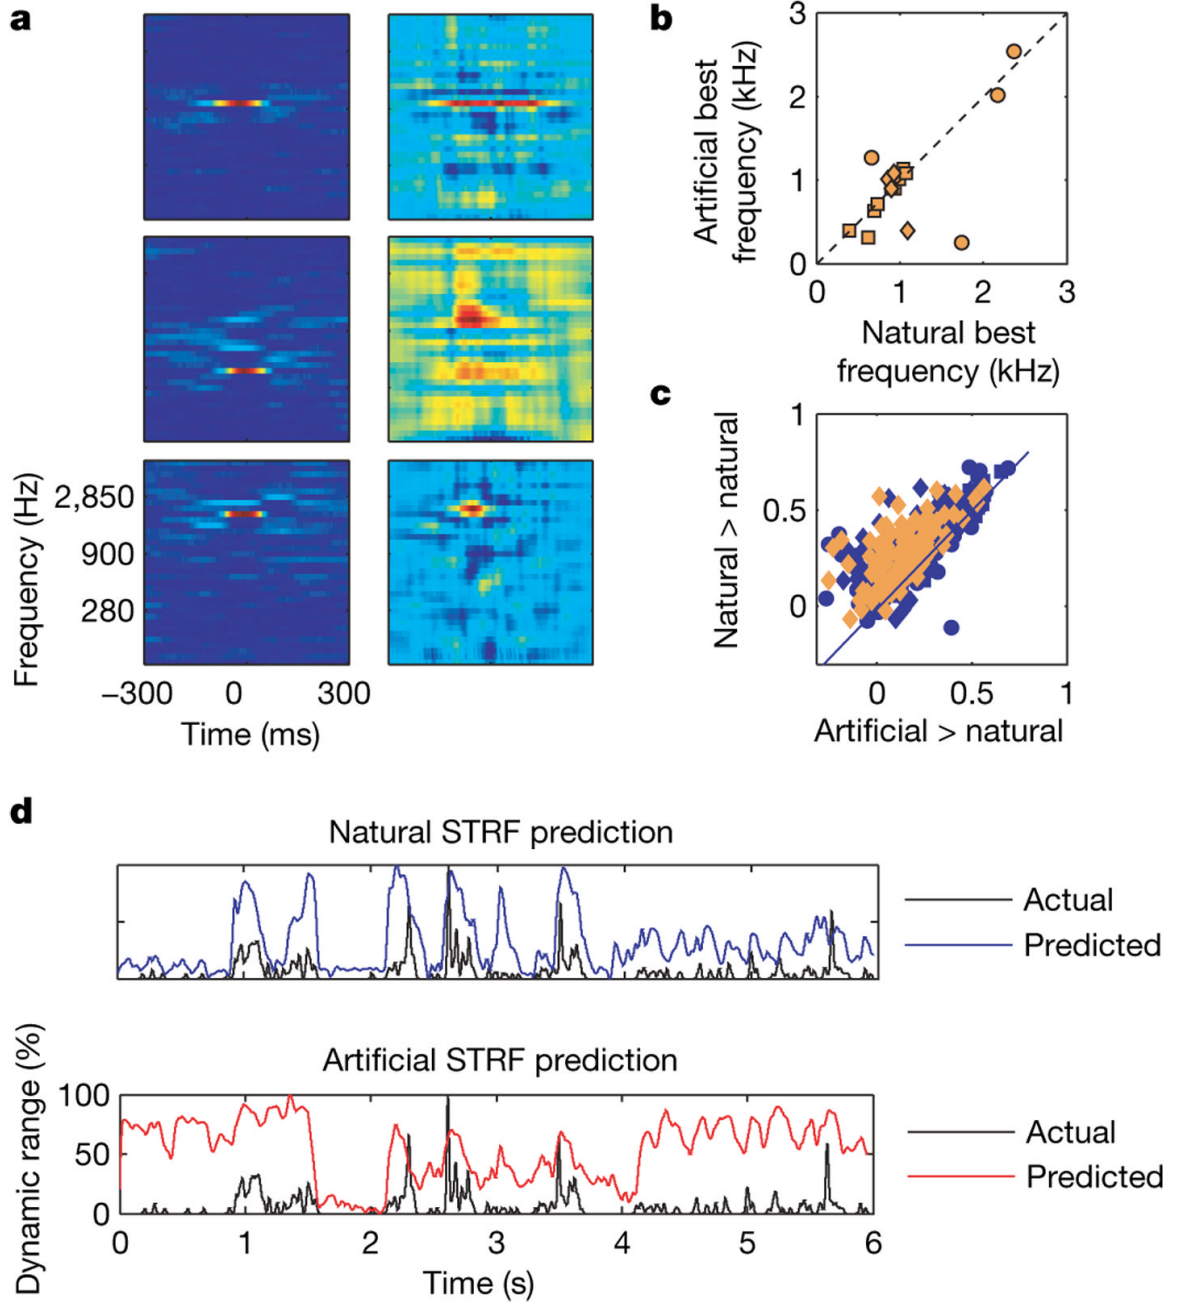 a
Frequency (Hz)
2,850
900
280
−300 0 300
Time (ms)
b
Artificial best
frequency (kHz)
3
2
1
0
0 1 2 3
Natural best
frequency (kHz)
c
Natural > natural
1
0.5
0
0 0.5 1
Artificial > natural
d
Natural STRF prediction
Actual
Predicted
Artificial STRF prediction
Dynamic range (%)
100
50
0
Actual
Predicted
0 1 2 3 4 5 6
Time (s)